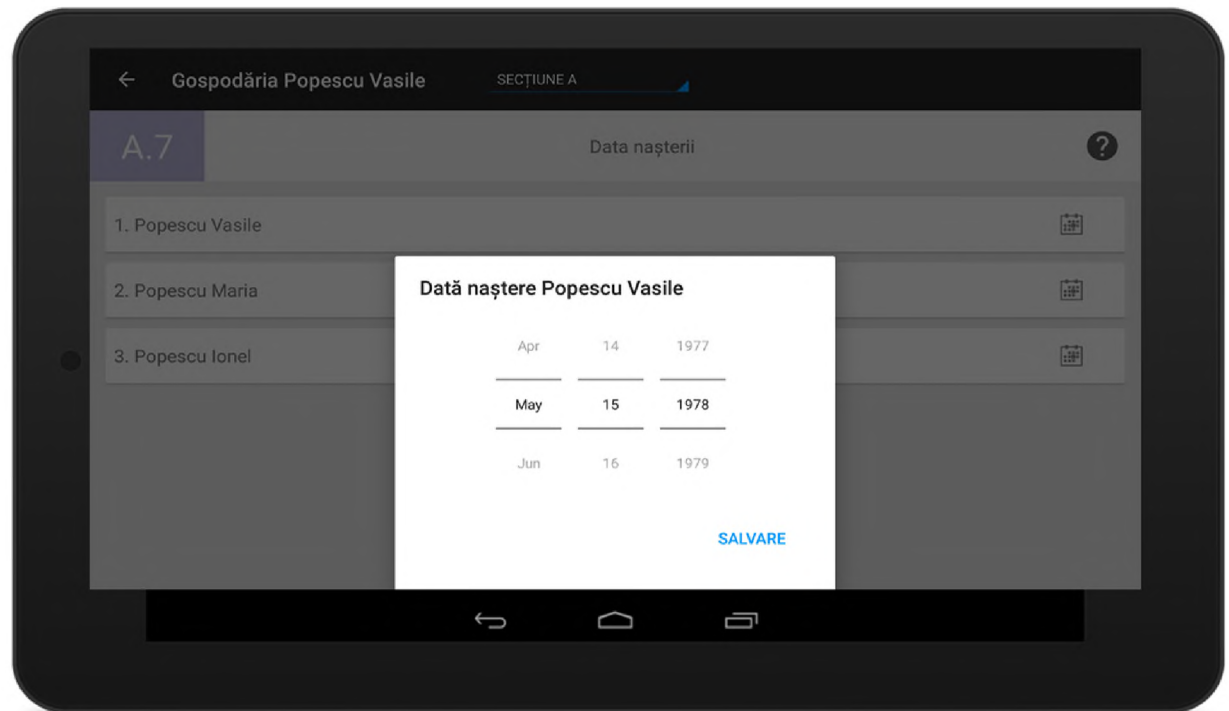 Gospodăria Popescu Vasile SECȚIUNE A
A.7 Data nașterii ?
1. Popescu Vasile
2. Popescu Maria
3. Popescu Ionel
Dată naștere Popescu Vasile
Apr 14 1977
May 15 1978
Jun 16 1979
SALVARE